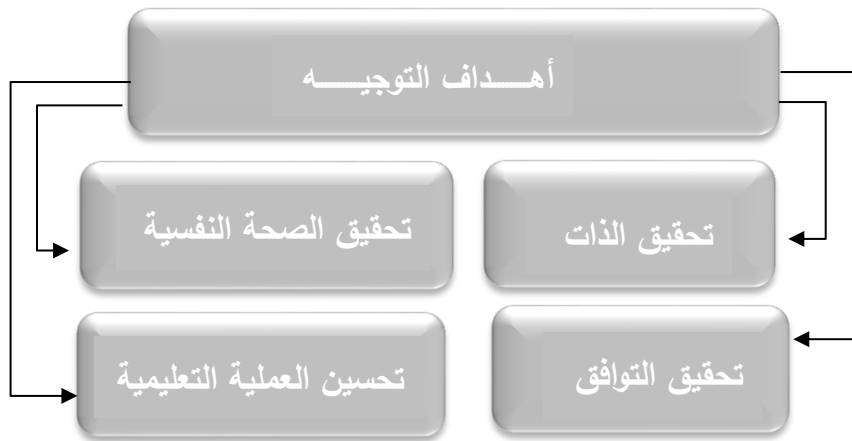 أهـــداف التوجيـــه
تحقيق الذات
تحقيق الصحة النفسية
تحقيق التوافق
تحسين العملية التعليمية